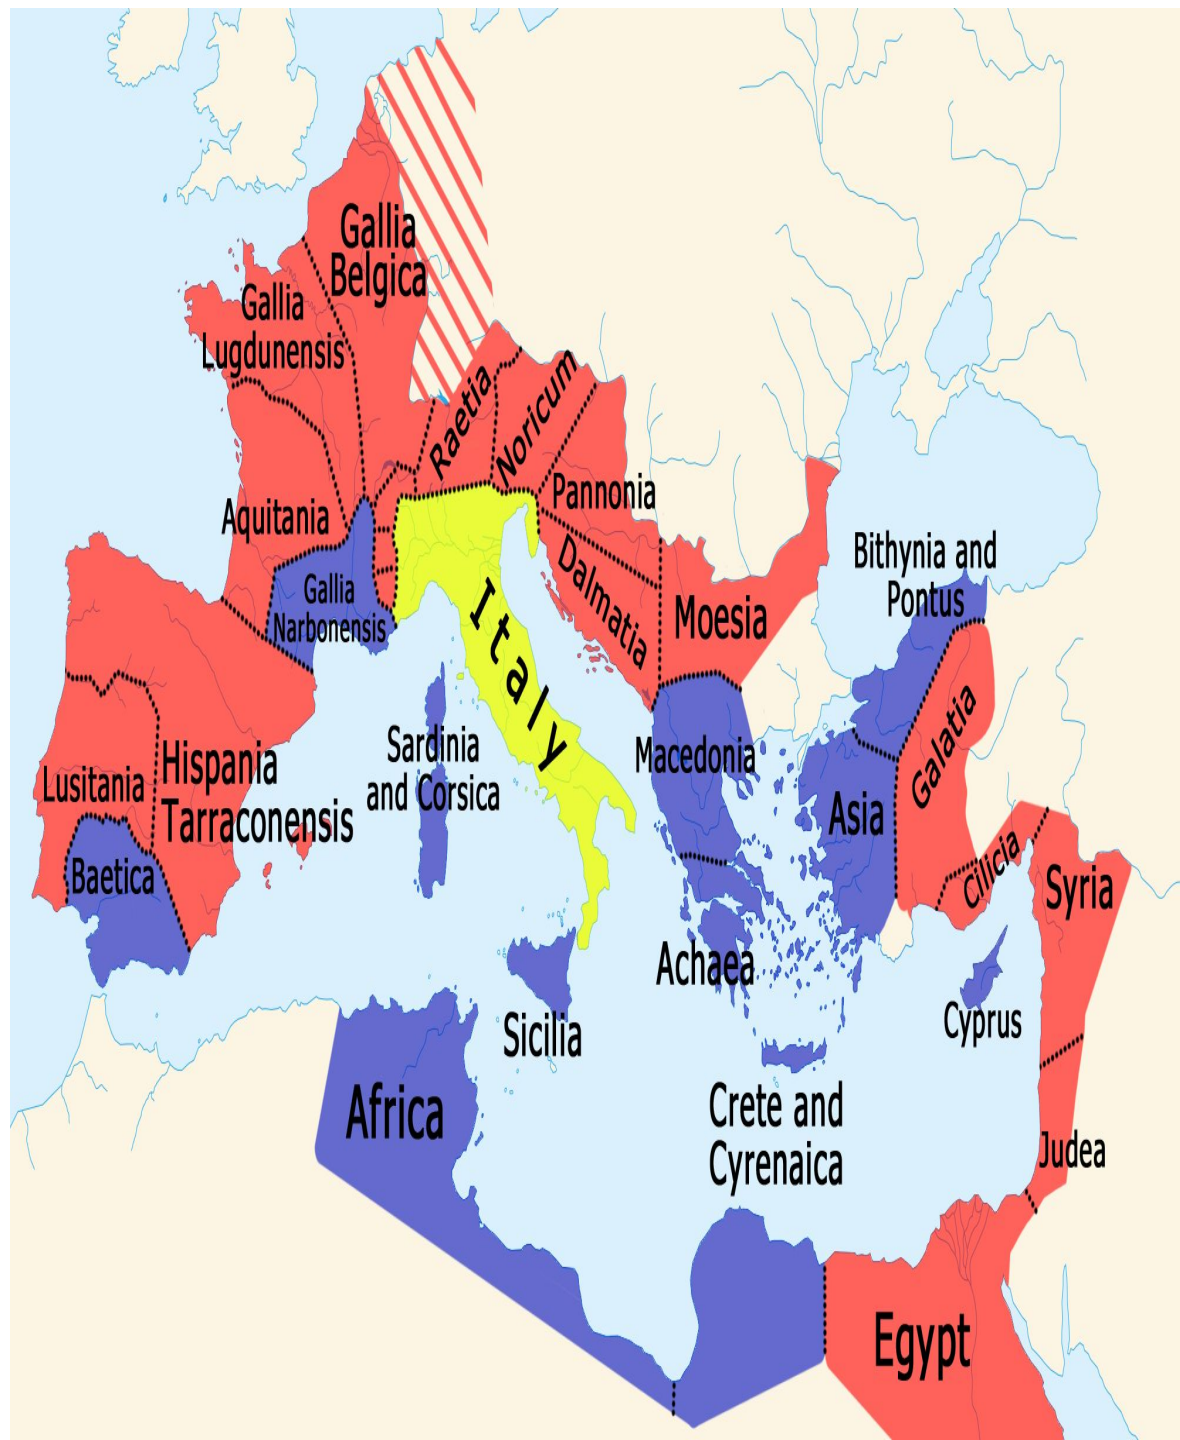 Gallia
Belgica
Gallia
Lugdunensis
Raetia
Noricum
Pannonia
Aquitania
Gallia
Narbonensis
Dalmatia
Italy
Moesia
Bithynia and
Pontus
Hispania
Tarraconensis
Lusitania
Baetica
Sardinia
and Corsica
Macedonia
Asia
Galatia
Cilicia
Syria
Achaea
Sicilia
Cyprus
Africa
Crete and
Cyrenaica
Judea
Egypt